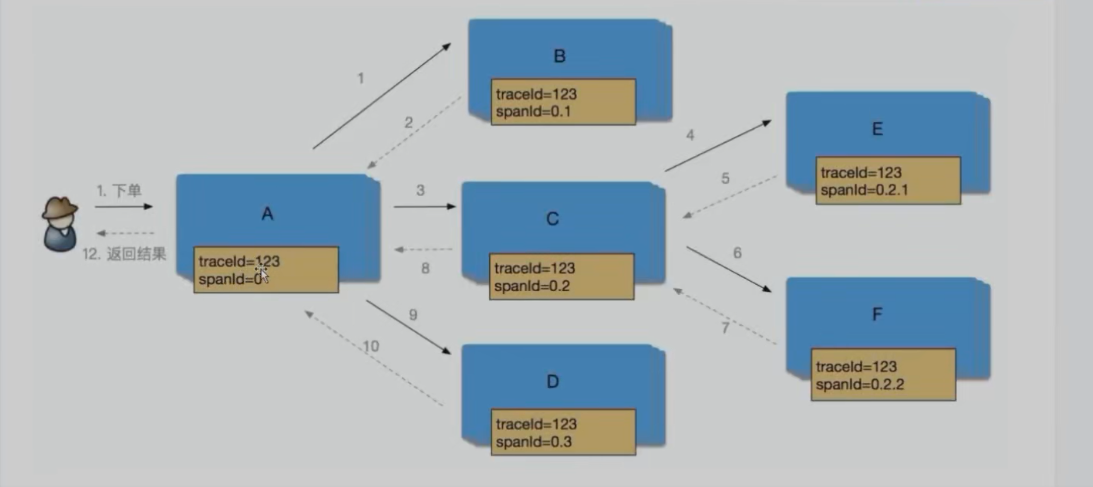 1
B
traceId=123
spanId=0.1
2
4
E
traceId=123
spanId=0.2.1
5
1. 下单
12. 返回结果
A
traceId=123
spanId=0
3
8
C
traceId=123
spanId=0.2
6
7
F
traceId=123
spanId=0.2.2
9
10
D
traceId=123
spanId=0.3